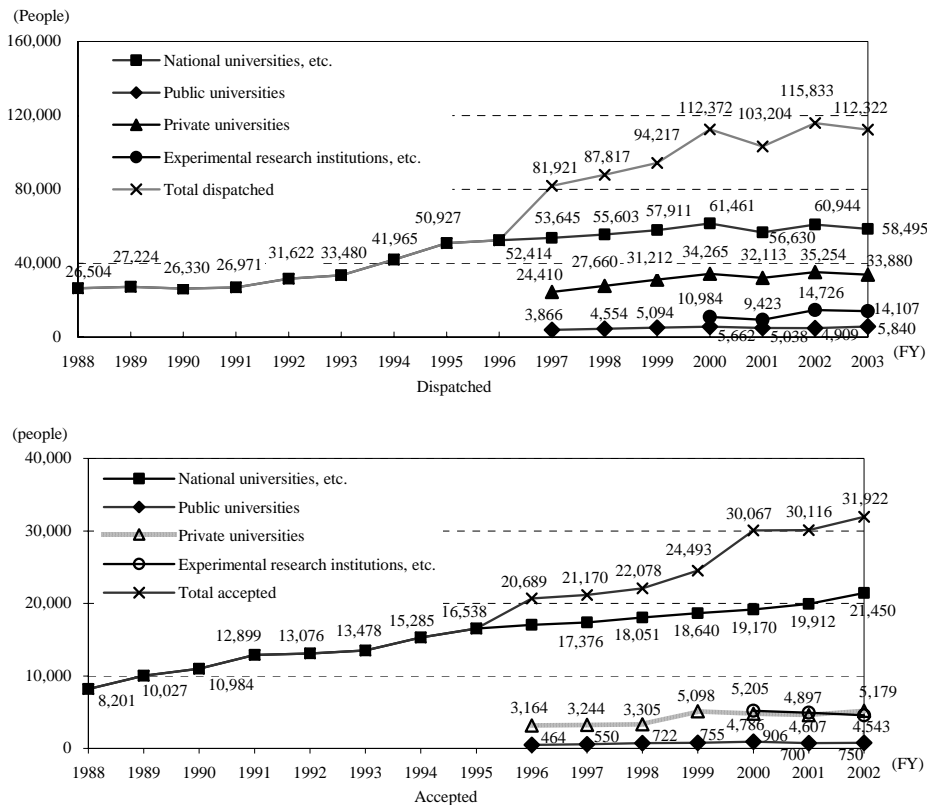 (People)
160,000
120,000
80,000
40,000
0
National universities, etc.
Public universities
Private universities
Experimental research institutions, etc.
Total dispatched
81,921 87,817 94,217 112,372 103,204 115,833 112,322
26,504 27,224 26,330 26,971 31,622 33,480 41,965 50,927 52,414 53,645 55,603 57,911 61,461 56,630 60,944 58,495
24,410 27,660 31,212 34,265 32,113 35,254 33,880
10,984 9,423 14,726 14,107
3,866 4,554 5,094 5,662 5,038 4,909 5,840
1988 1989 1990 1991 1992 1993 1994 1995 1996 1997 1998 1999 2000 2001 2002 2003 (FY)
Dispatched
(people)
40,000
30,000
20,000
10,000
0
National universities, etc.
Public universities
Private universities
Experimental research institutions, etc.
Total accepted
20,689 21,170 22,078 24,493 30,067 30,116 31,922
8,201 10,027 10,984 12,899 13,076 13,478 15,285 16,538 17,376 18,051 18,640 19,170 19,912 21,450
3,164 3,244 3,305 5,098 4,786 4,607 5,179
5,205 4,897 4,543
464 550 722 755 906 700 750
1988 1989 1990 1991 1992 1993 1994 1995 1996 1997 1998 1999 2000 2001 2002 (FY)
Accepted